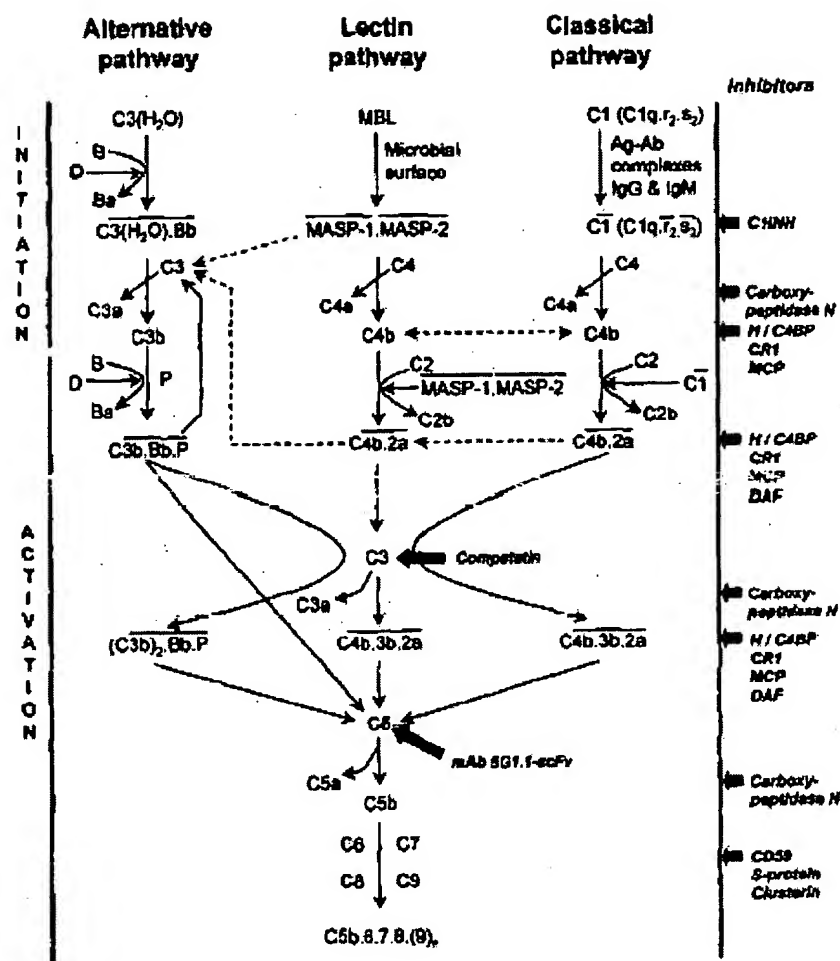 Alternative pathway
Lectin pathway
Classical pathway
Inhibitors
INITIATION
C3(H₂O)
MBL
C1 (C1q.r₂.s₂)
B
D
Ba
Microbial surface
Ag-Ab complexes IgG & IgM
C3(H₂O).Bb
MASP-1,MASP-2
C1 (C1q.r₂.s₂)
C3
C4
C4
C3a
C4a
C4a
Carboxy-
peptidase N
C3b
C4b
C4b
H / C4BP
CR1
MCP
B
D
P
Ba
C2
MASP-1,MASP-2
C2b
C2
C1
C2b
C3b.Bb.P
C4b.2a
C4b.2a
H / C4BP
CR1
MCP
DAF
ACTIVATION
C3
Compstatin
C3a
Carboxy-
peptidase N
(C3b)₂.Bb.P
C4b.3b.2a
C4b.3b.2a
H / C4BP
CR1
MCP
DAF
C5
mAb 5G1.1-scFv
C5a
Carboxy-
peptidase N
C5b
C6 C7
C8 C9
CD59
S-protein
Clusterin
C5b.6.7.8.(9)